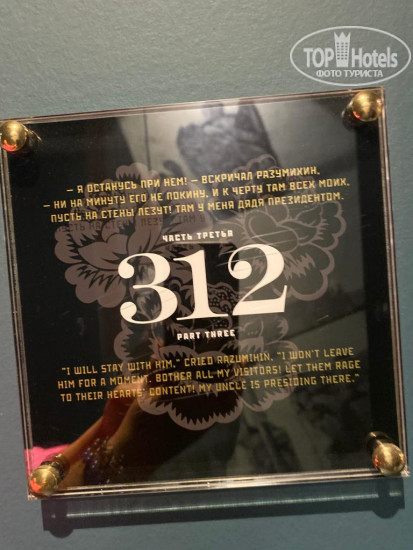 TOP Hotels
ФОТО ТУРИСТА
– Я ОСТАНУСЬ ПРИ НЕМ! – ВСКРИЧАЛ РАЗУМИХИН,
– НИ НА МИНУТУ ЕГО НЕ ПОКИНУ, И К ЧЕРТУ ТАМ ВСЕХ МОИХ,
ПУСТЬ НА СТЕНЫ ЛЕЗУТ! ТАМ У МЕНЯ ДЯДЯ ПРЕЗИДЕНТОМ.
ЧАСТЬ ТРЕТЬЯ
312
PART THREE
"I WILL STAY WITH HIM," CRIED RAZUMIHIN, "I WON'T LEAVE
HIM FOR A MOMENT. BOTHER ALL MY VISITORS! LET THEM RAGE
TO THEIR HEARTS' CONTENT! MY UNCLE IS PRESIDING THERE."